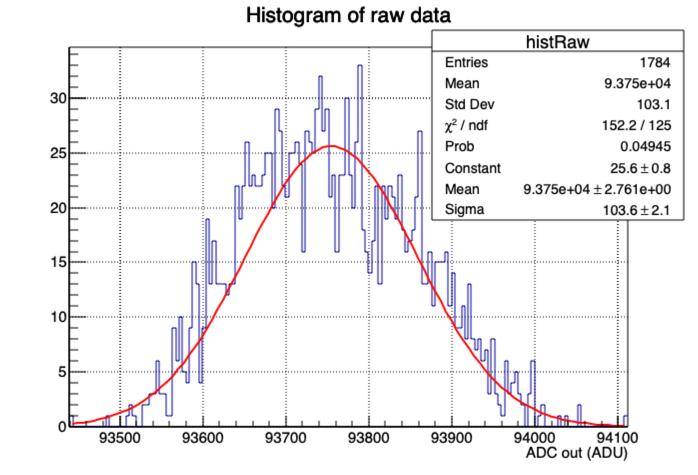 Histogram of raw data
histRaw
Entries 1784
Mean 9.375e+04
Std Dev 103.1
χ² / ndf 152.2 / 125
Prob 0.04945
Constant 25.6 ± 0.8
Mean 9.375e+04 ± 2.761e+00
Sigma 103.6 ± 2.1
30
25
20
15
10
5
0
93500 93600 93700 93800 93900 94000 94100
ADC out (ADU)